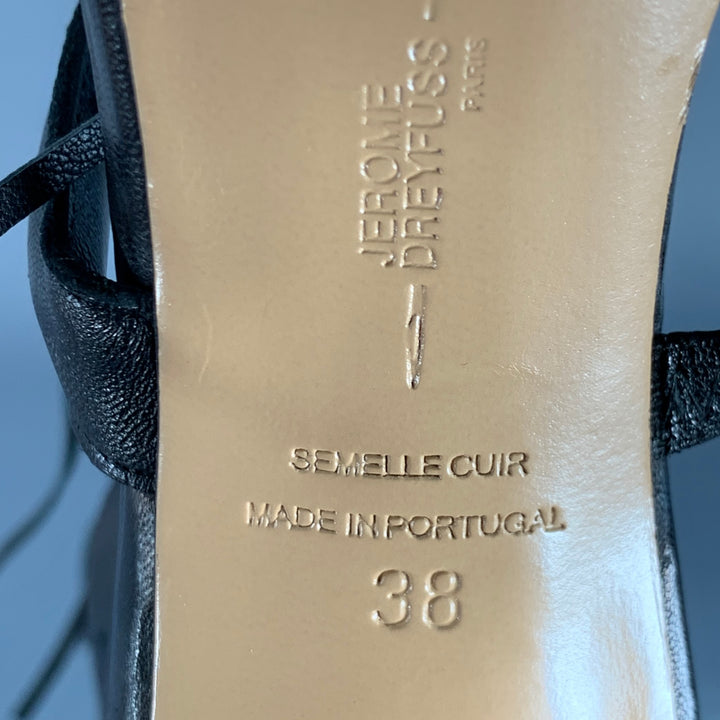 JEROME
DREYFUSS
PARIS
SEMELLE CUIR
MADE IN PORTUGAL
38